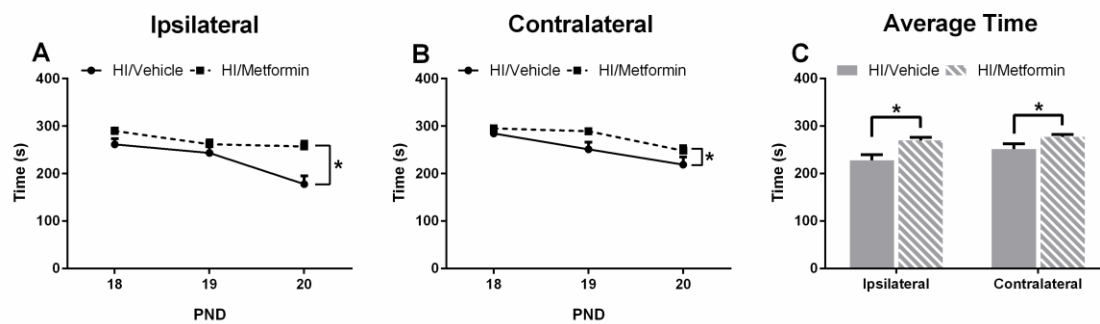 Ipsilateral
A
HI/Vehicle HI/Metformin
400
300
200
100
0
Time (s)
*
18 19 20
PND
Contralateral
B
HI/Vehicle HI/Metformin
400
300
200
100
0
Time (s)
*
18 19 20
PND
Average Time
C
HI/Vehicle HI/Metformin
400
300
200
100
0
Time (s)
* *
Ipsilateral Contralateral